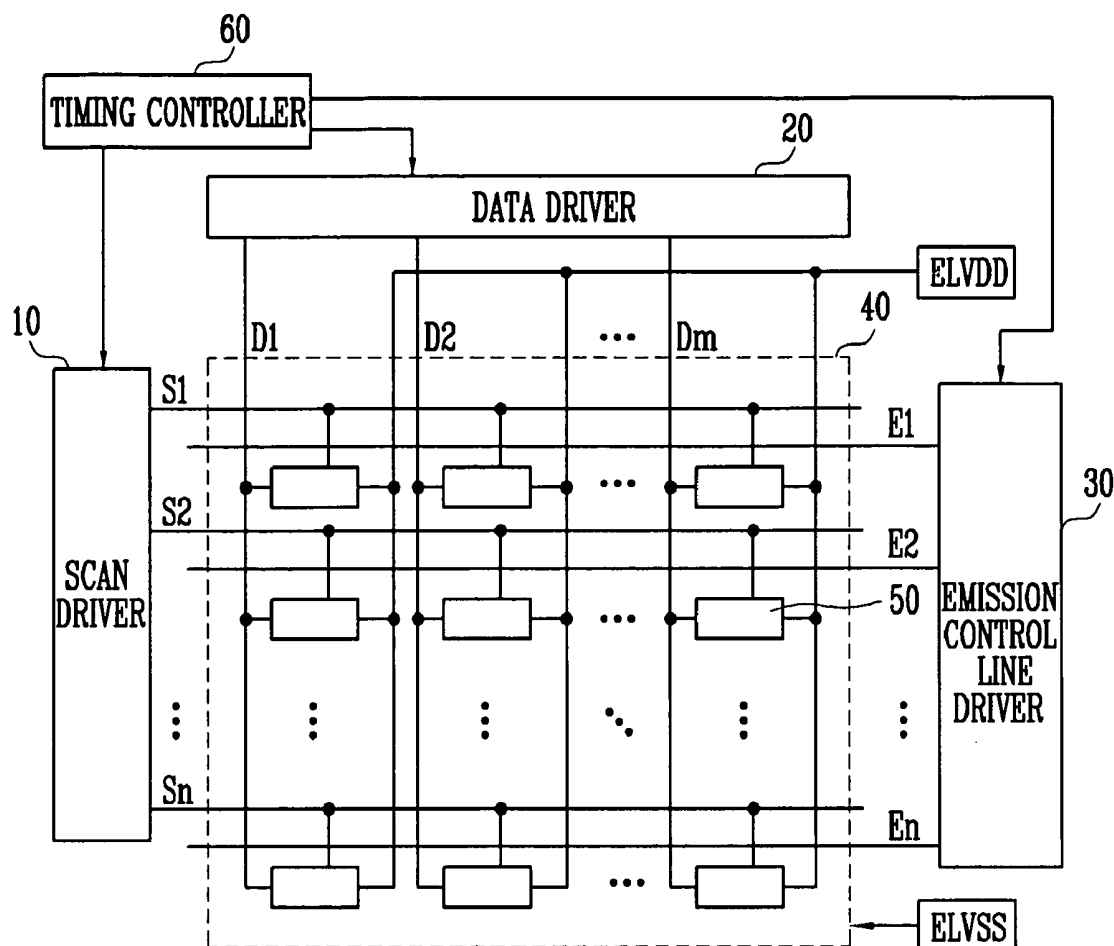 60
TIMING CONTROLLER
20
DATA DRIVER
ELVDD
10
D1
D2
Dm
40
S1
E1
S2
E2
30
SCAN
DRIVER
50
EMISSION
CONTROL
LINE
DRIVER
Sn
En
ELVSS